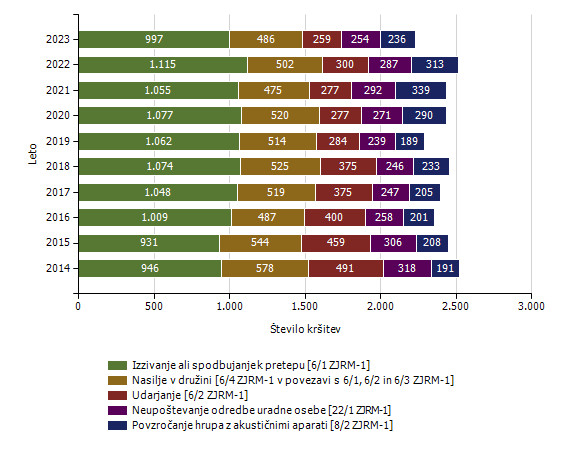 2023 997 486 259 254 236
2022 1.115 502 300 287 313
2021 1.055 475 277 292 339
2020 1.077 520 277 271 290
2019 1.062 514 284 239 189
2018 1.074 525 375 246 233
2017 1.048 519 375 247 205
2016 1.009 487 400 258 201
2015 931 544 459 306 208
2014 946 578 491 318 191
Leto
0 500 1.000 1.500 2.000 2.500 3.000
Število kršitev
Izzivanje ali spodbujanje k pretepu [6/1 ZJRM-1]
Nasilje v družini [6/4 ZJRM-1 v povezavi s 6/1, 6/2 in 6/3 ZJRM-1]
Udarjanje [6/2 ZJRM-1]
Neupoštevanje odredbe uradne osebe [22/1 ZJRM-1]
Povzročanje hrupa z akustičnimi aparati [8/2 ZJRM-1]